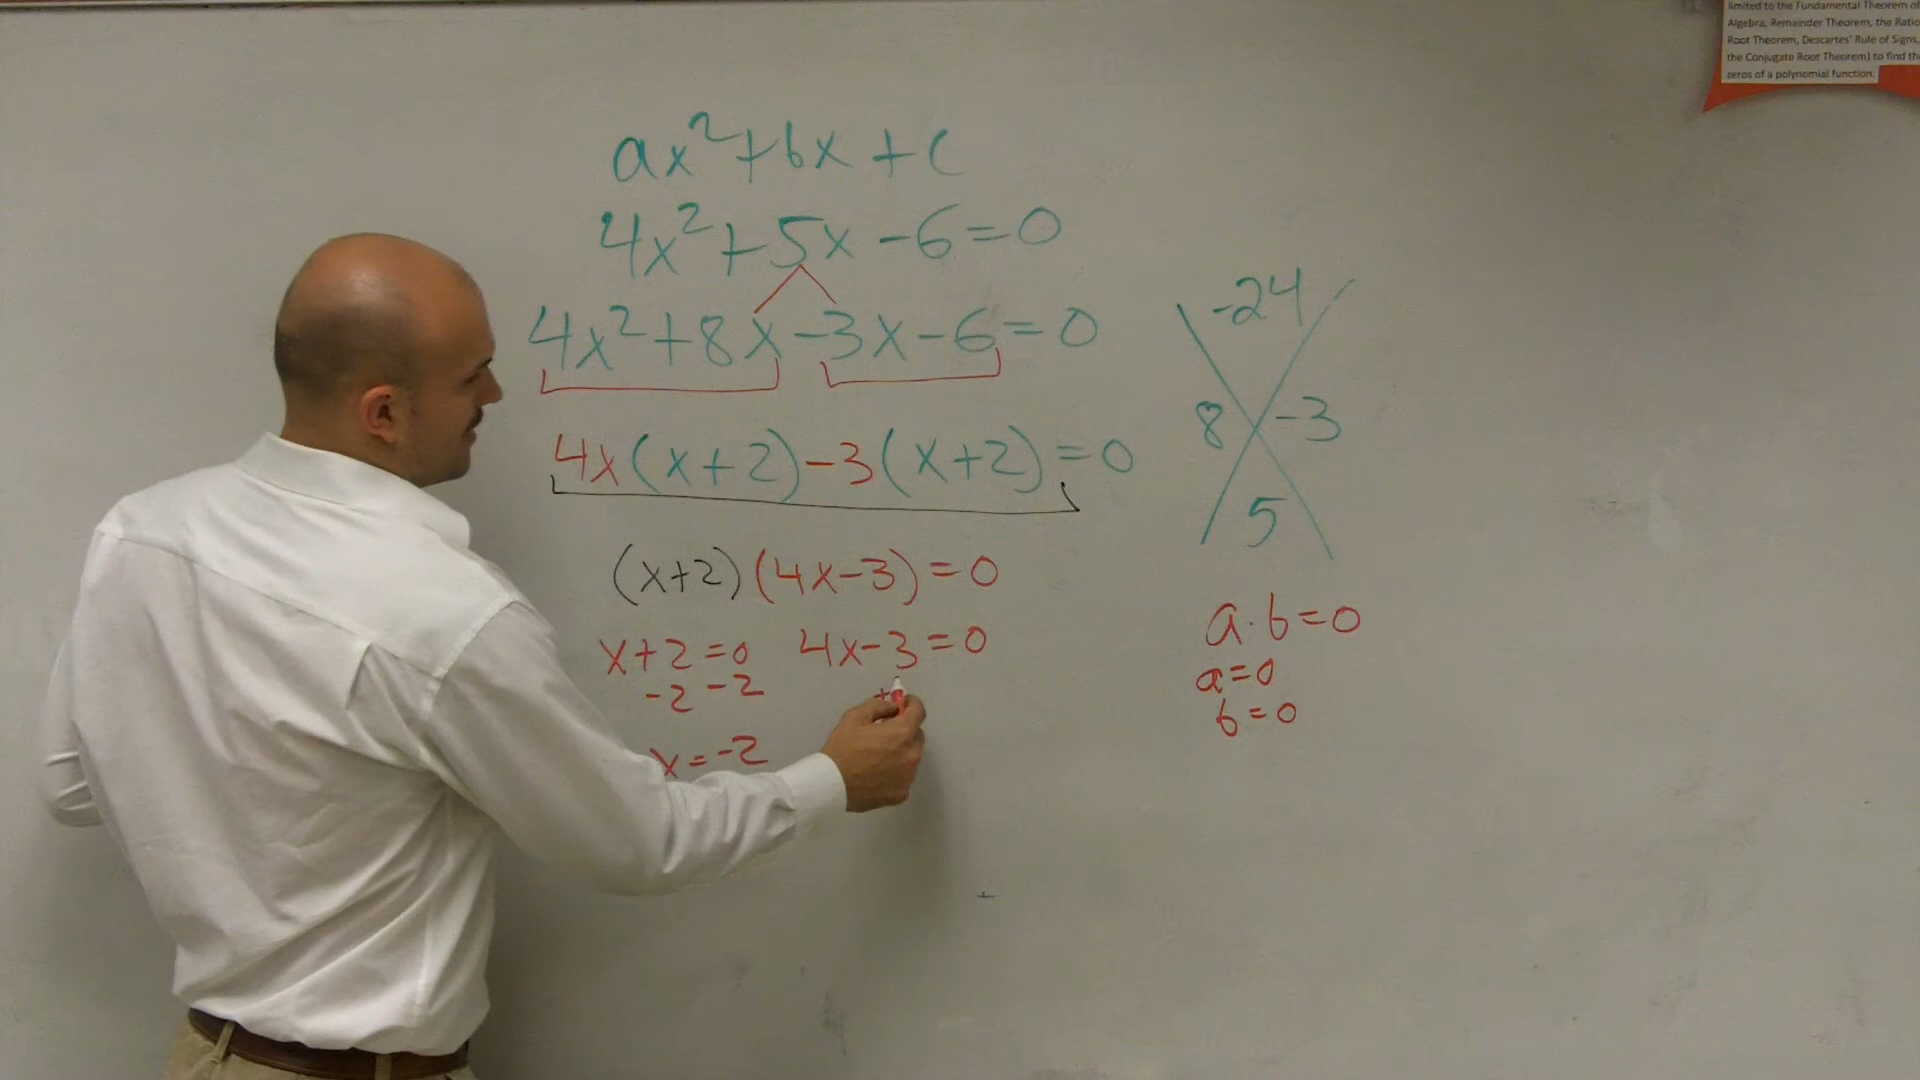 limited to the Fundamental Theorem of
Algebra, Remainder Theorem, the Ratio
Root Theorem, Descartes' Rule of Signs,
the Conjugate Root Theorem) to find th
zeros of a polynomial function.
ax²+bx+c
4x²+5x-6=0
4x²+8x-3x-6=0
4x(x+2)-3(x+2)=0
(x+2)(4x-3)=0
x+2=0 4x-3=0
-2 -2 +
x=-2
-24
8 -3
5
a·b=0
a=0
b=0